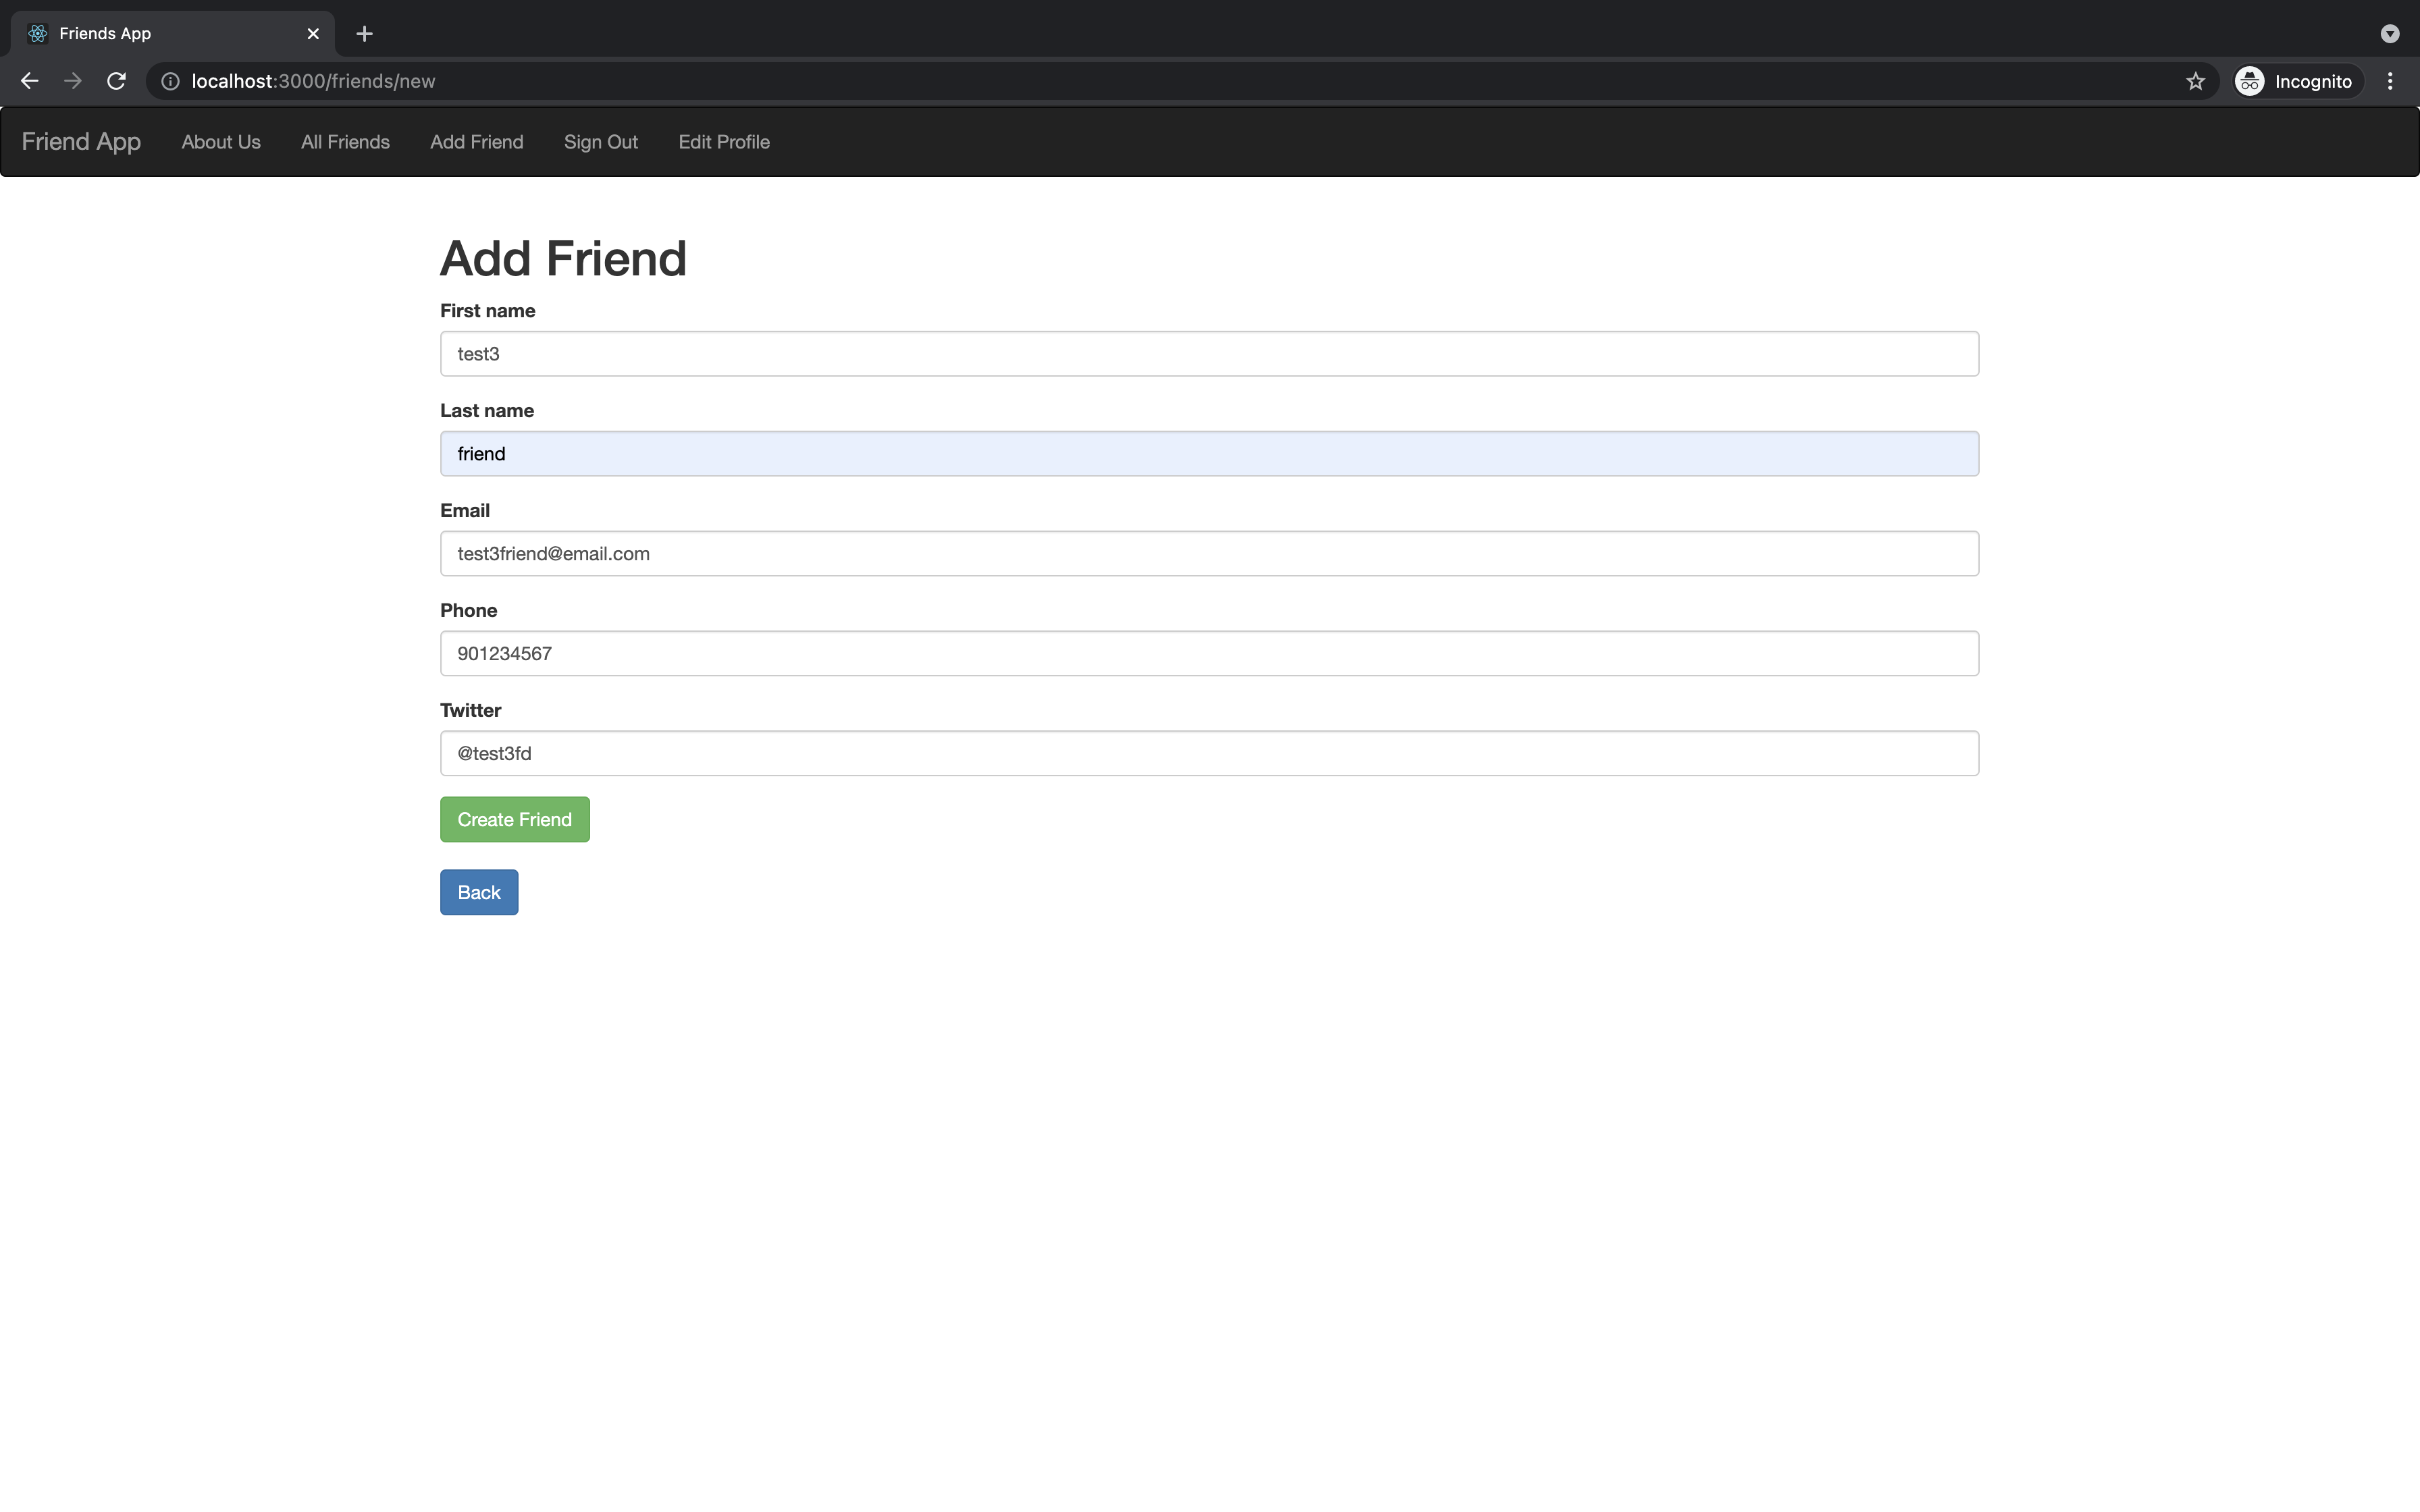 Friends App
localhost:3000/friends/new
Incognito
Friend App About Us All Friends Add Friend Sign Out Edit Profile
Add Friend
First name
test3
Last name
friend
Email
test3friend@email.com
Phone
901234567
Twitter
@test3fd
Create Friend
Back